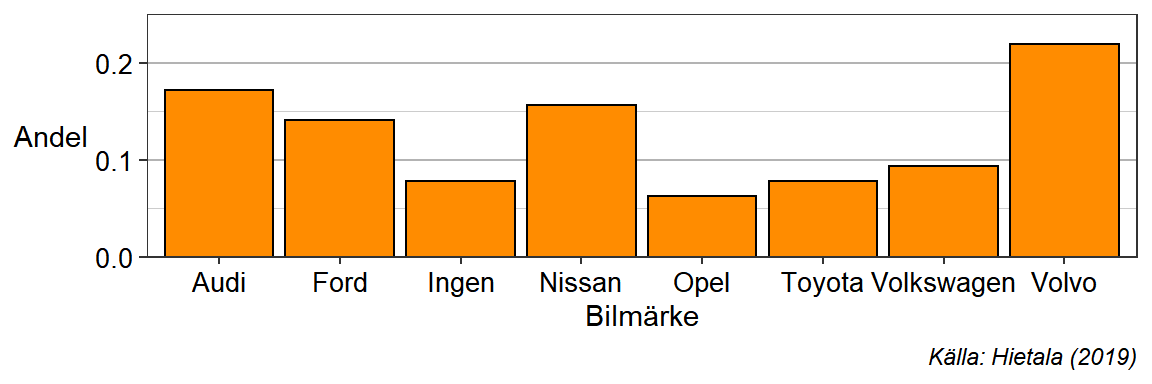 0.2
Andel
0.1
0.0
Audi Ford Ingen Nissan Opel Toyota Volkswagen Volvo
Bilmärke
Källa: Hietala (2019)